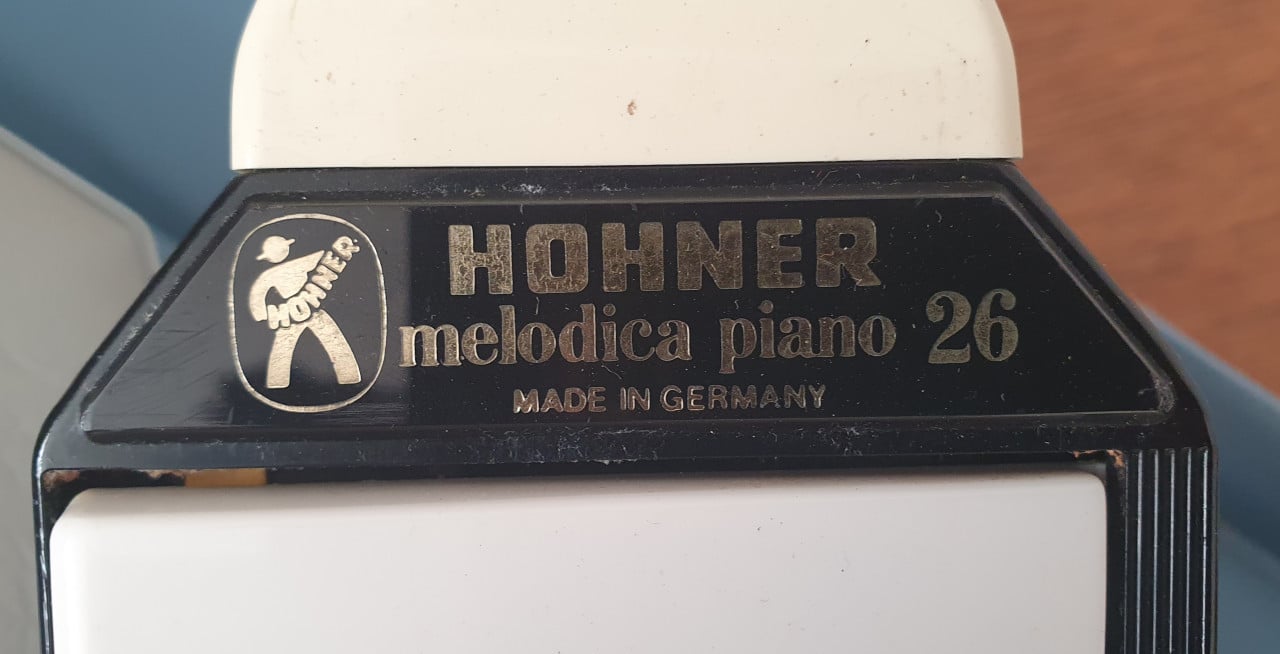 HOHNER
HOHNER
melodica piano 26
MADE IN GERMANY